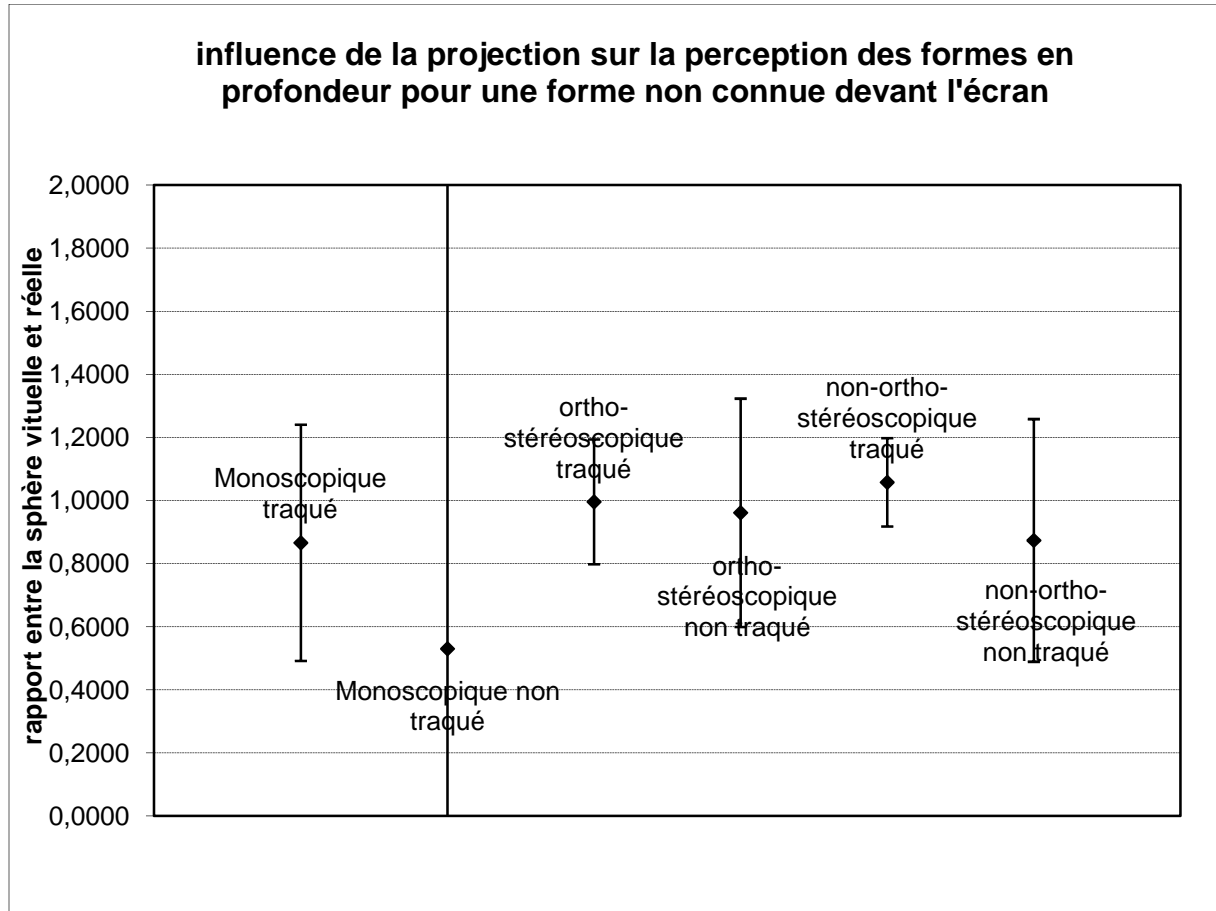 influence de la projection sur la perception des formes en
profondeur pour une forme non connue devant l'écran
rapport entre la sphère vituelle et réelle
2,0000
1,8000
1,6000
1,4000
1,2000
1,0000
0,8000
0,6000
0,4000
0,2000
0,0000
Monoscopique
traqué
Monoscopique non
traqué
ortho-
stéréoscopique
traqué
ortho-
stéréoscopique
non traqué
non-ortho-
stéréoscopique
traqué
non-ortho-
stéréoscopique
non traqué